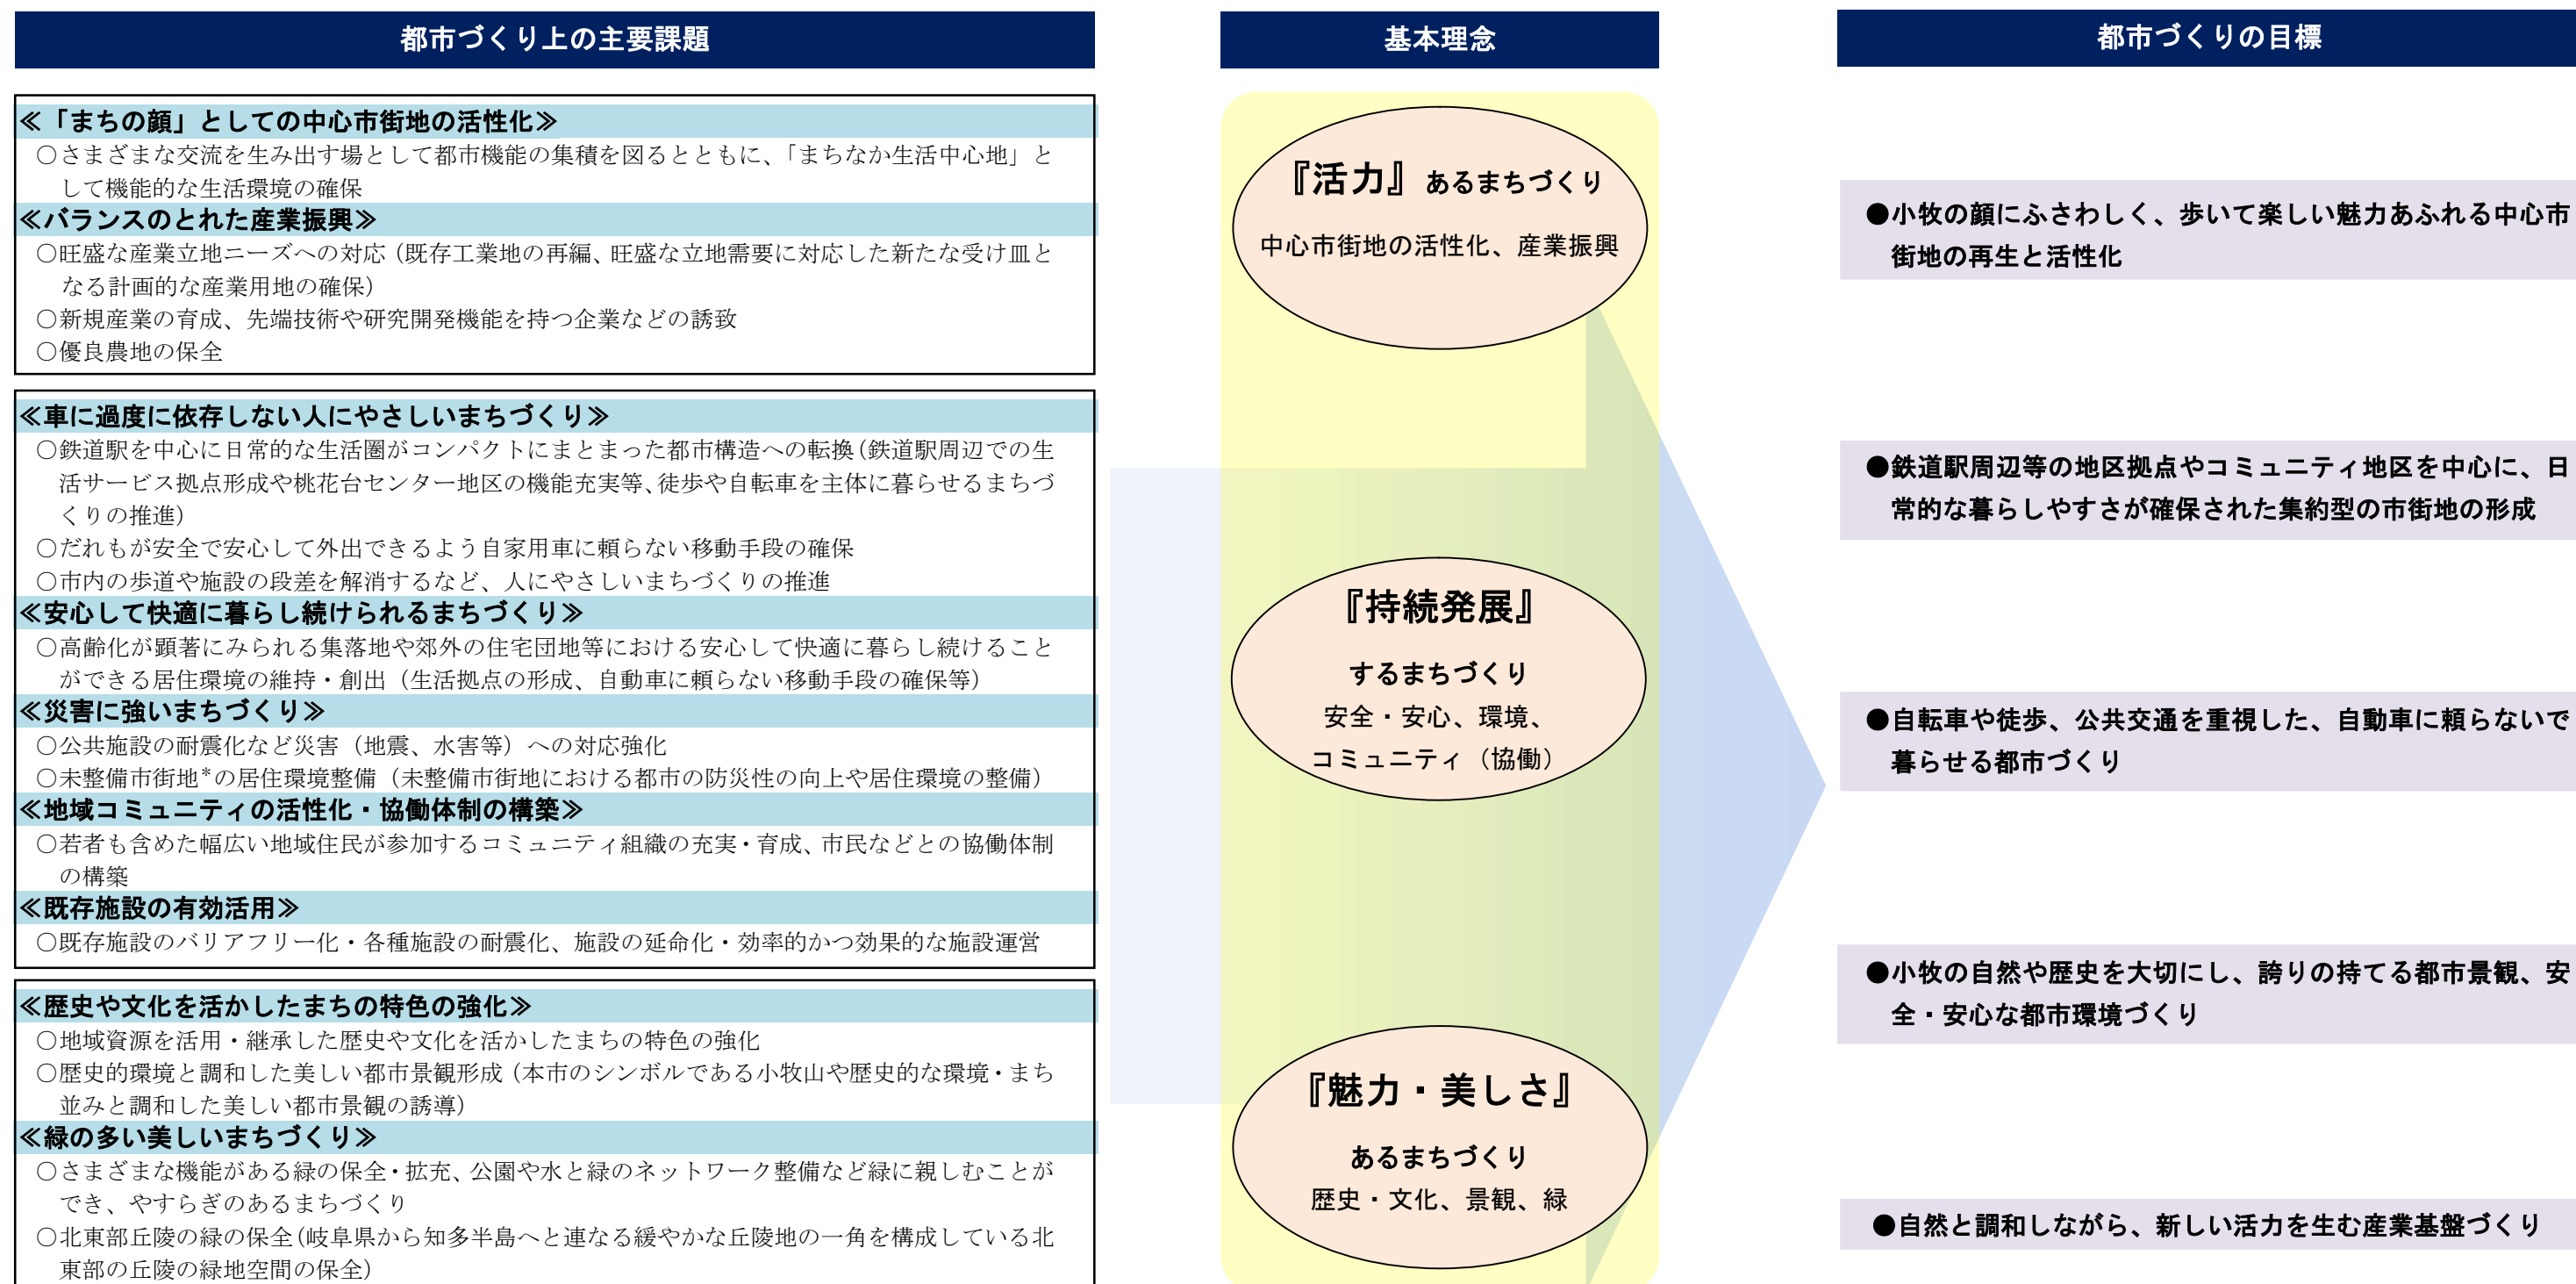 都市づくり上の主要課題
≪「まちの顔」としての中心市街地の活性化≫
○さまざまな交流を生み出す場として都市機能の集積を図るとともに、「まちなか生活中心地」と
して機能的な生活環境の確保
≪バランスのとれた産業振興≫
○旺盛な産業立地ニーズへの対応（既存工業地の再編、旺盛な立地需要に対応した新たな受け皿と
なる計画的な産業用地の確保）
○新規産業の育成、先端技術や研究開発機能を持つ企業などの誘致
○優良農地の保全
≪車に過度に依存しない人にやさしいまちづくり≫
○鉄道駅を中心に日常的な生活圏がコンパクトにまとまった都市構造への転換（鉄道駅周辺での生
活サービス拠点形成や桃花台センター地区の機能充実等、徒歩や自転車を主体に暮らせるまちづ
くりの推進）
○だれもが安全で安心して外出できるよう自家用車に頼らない移動手段の確保
○市内の歩道や施設の段差を解消するなど、人にやさしいまちづくりの推進
≪安心して快適に暮らし続けられるまちづくり≫
○高齢化が顕著にみられる集落地や郊外の住宅団地等における安心して快適に暮らし続けること
ができる居住環境の維持・創出（生活拠点の形成、自動車に頼らない移動手段の確保等）
≪災害に強いまちづくり≫
○公共施設の耐震化など災害（地震、水害等）への対応強化
○未整備市街地*の居住環境整備（未整備市街地における都市の防災性の向上や居住環境の整備）
≪地域コミュニティの活性化・協働体制の構築≫
○若者も含めた幅広い地域住民が参加するコミュニティ組織の充実・育成、市民などとの協働体制
の構築
≪既存施設の有効活用≫
○既存施設のバリアフリー化・各種施設の耐震化、施設の延命化・効率的かつ効果的な施設運営
≪歴史や文化を活かしたまちの特色の強化≫
○地域資源を活用・継承した歴史や文化を活かしたまちの特色の強化
○歴史的環境と調和した美しい都市景観形成（本市のシンボルである小牧山や歴史的な環境・まち
並みと調和した美しい都市景観の誘導）
≪緑の多い美しいまちづくり≫
○さまざまな機能がある緑の保全・拡充、公園や水と緑のネットワーク整備など緑に親しむことが
でき、やすらぎのあるまちづくり
○北東部丘陵の緑の保全（岐阜県から知多半島へと連なる緩やかな丘陵地の一角を構成している北
東部の丘陵の緑地空間の保全）
基本理念
『活力』あるまちづくり
中心市街地の活性化、産業振興
『持続発展』
するまちづくり
安全・安心、環境、
コミュニティ（協働）
『魅力・美しさ』
あるまちづくり
歴史・文化、景観、緑
都市づくりの目標
●小牧の顔にふさわしく、歩いて楽しい魅力あふれる中心市
街地の再生と活性化
●鉄道駅周辺等の地区拠点やコミュニティ地区を中心に、日
常的な暮らしやすさが確保された集約型の市街地の形成
●自転車や徒歩、公共交通を重視した、自動車に頼らないで
暮らせる都市づくり
●小牧の自然や歴史を大切にし、誇りの持てる都市景観、安
全・安心な都市環境づくり
●自然と調和しながら、新しい活力を生む産業基盤づくり